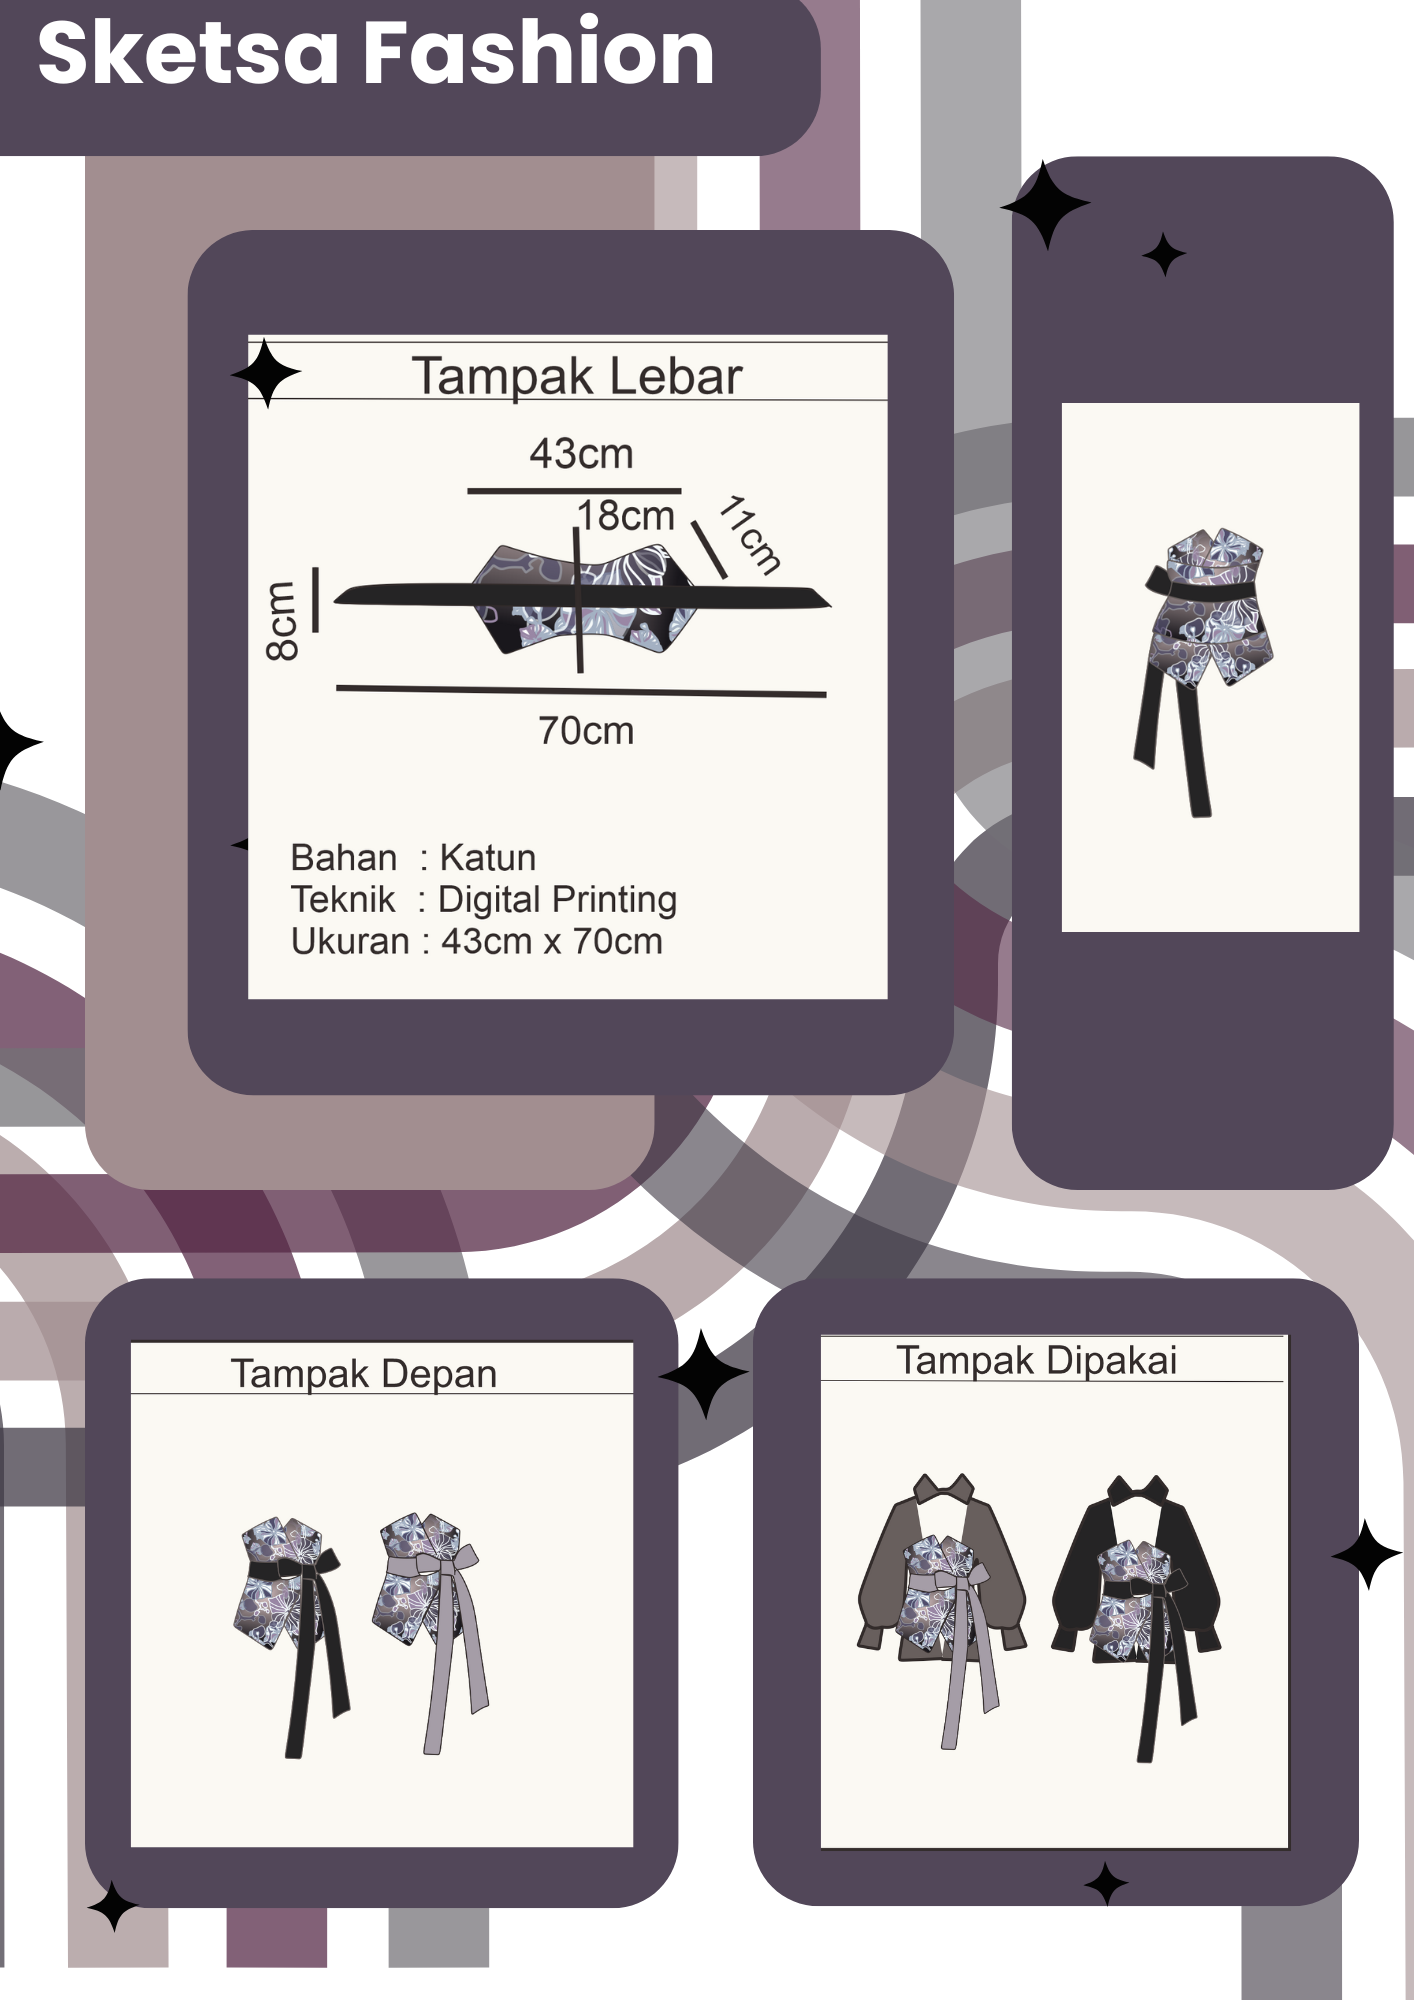 Sketsa Fashion
Tampak Lebar
43cm
18cm
11cm
8cm
70cm
Bahan : Katun
Teknik : Digital Printing
Ukuran : 43cm x 70cm
Tampak Depan
Tampak Dipakai